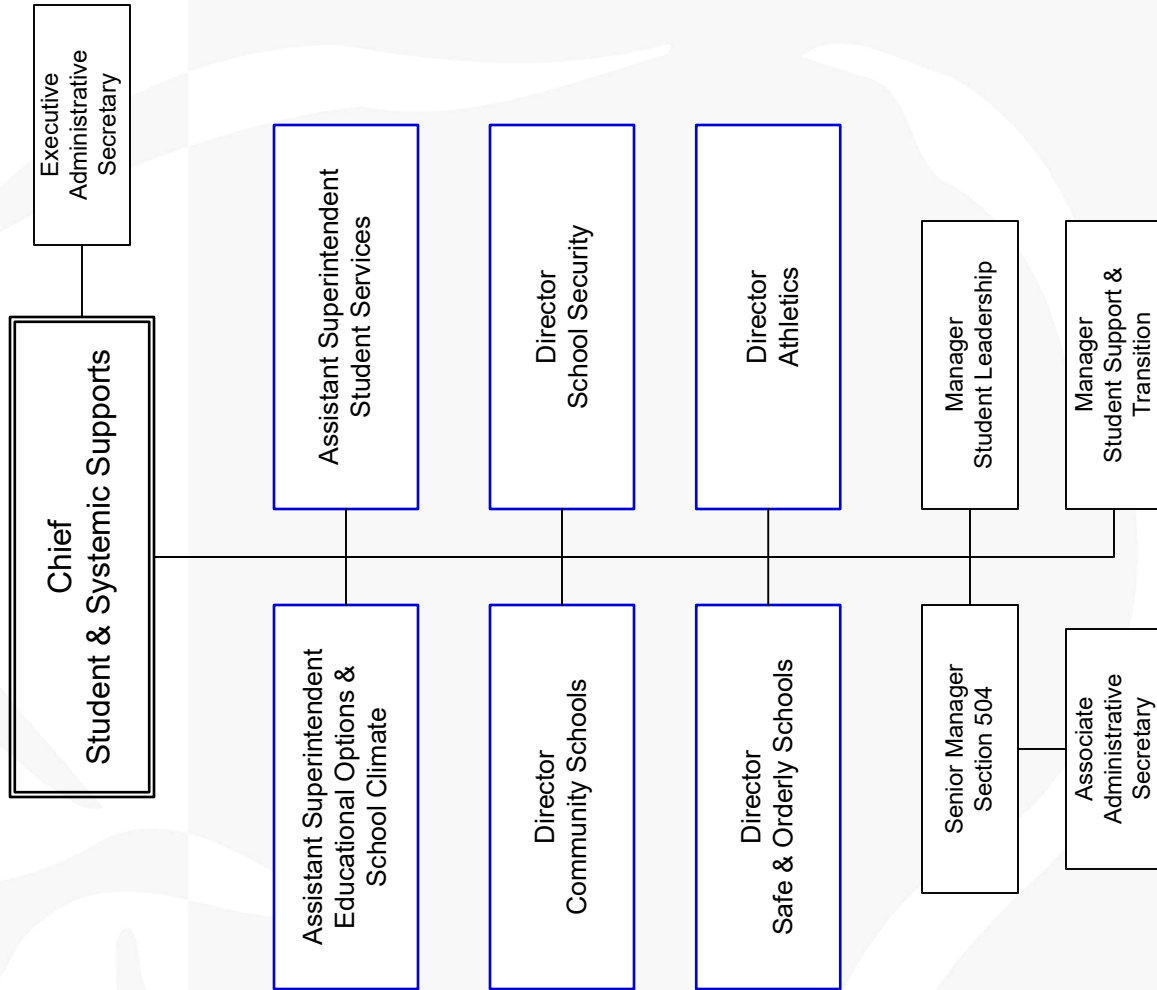 Chief
Student & Systemic Supports
Executive
Administrative
Secretary
Assistant Superintendent
Educational Options &
School Climate
Assistant Superintendent
Student Services
Director
Community Schools
Director
School Security
Director
Safe & Orderly Schools
Director
Athletics
Senior Manager
Section 504
Manager
Student Leadership
Associate
Administrative
Secretary
Manager
Student Support &
Transition